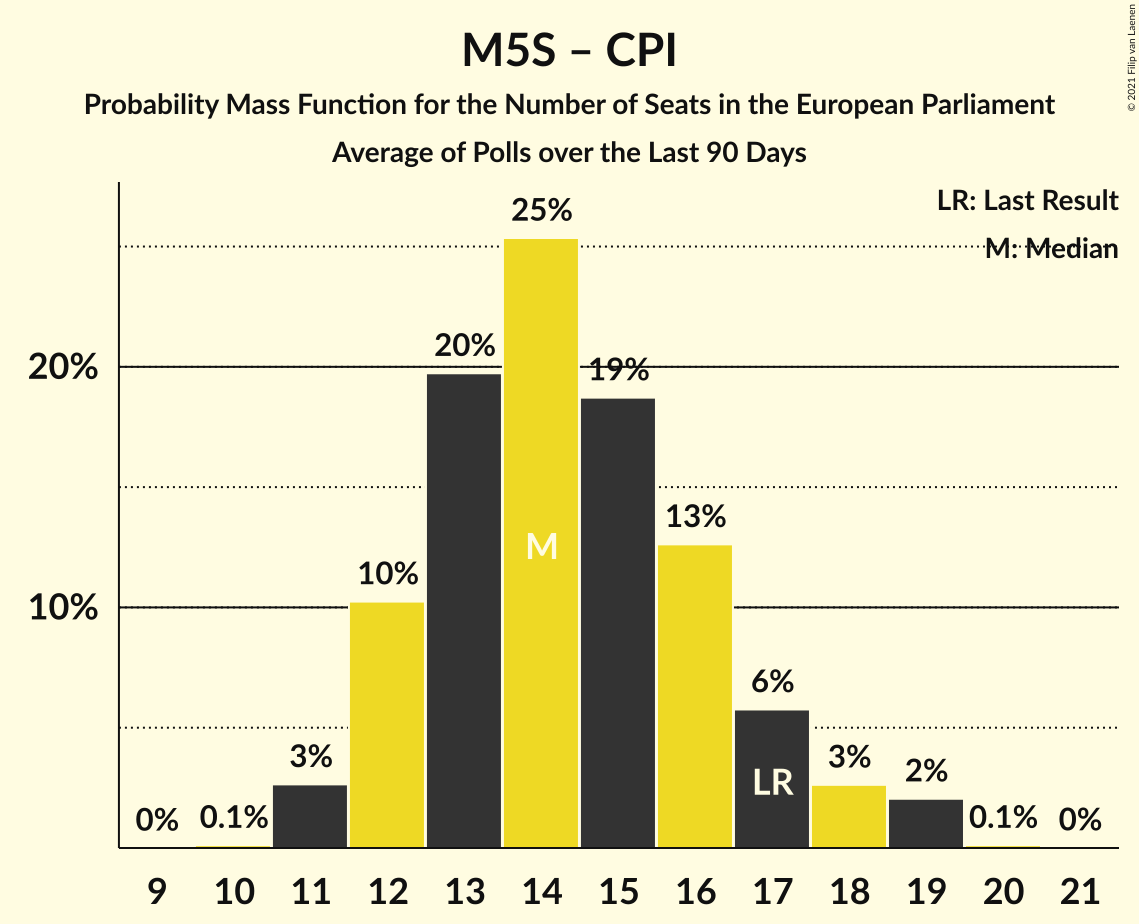 M5S – CPI
Probability Mass Function for the Number of Seats in the European Parliament
Average of Polls over the Last 90 Days
© 2021 Filip van Laenen
LR: Last Result
M: Median
25%
20%
19%
20%
13%
M
10%
10%
6%
3%
LR
3%
2%
0%
0.1%
0.1%
0%
9 10 11 12 13 14 15 16 17 18 19 20 21